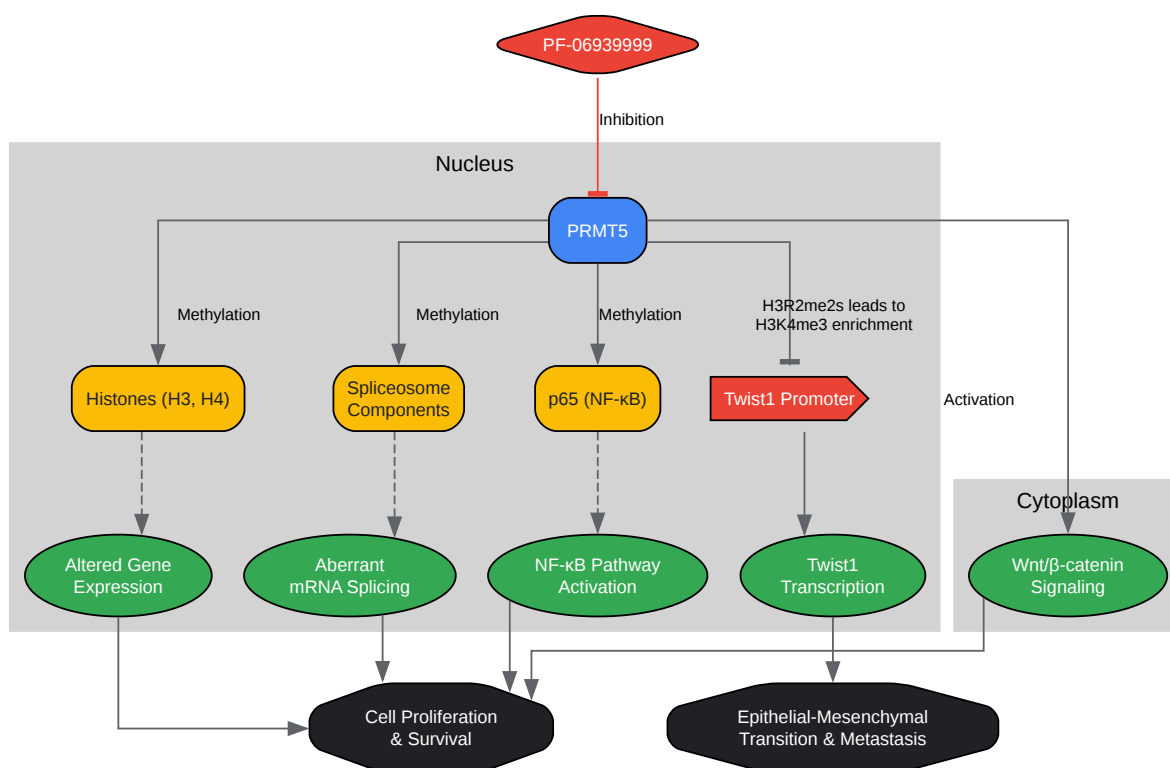 PF-06939999
Inhibition
Nucleus
PRMT5
Methylation
Methylation
Methylation
H3R2me2s leads to
H3K4me3 enrichment
Histones (H3, H4)
Spliceosome
Components
p65 (NF-κB)
Twist1 Promoter
Activation
Cytoplasm
Altered Gene
Expression
Aberrant
mRNA Splicing
NF-κB Pathway
Activation
Twist1
Transcription
Wnt/β-catenin
Signaling
Cell Proliferation
& Survival
Epithelial-Mesenchymal
Transition & Metastasis